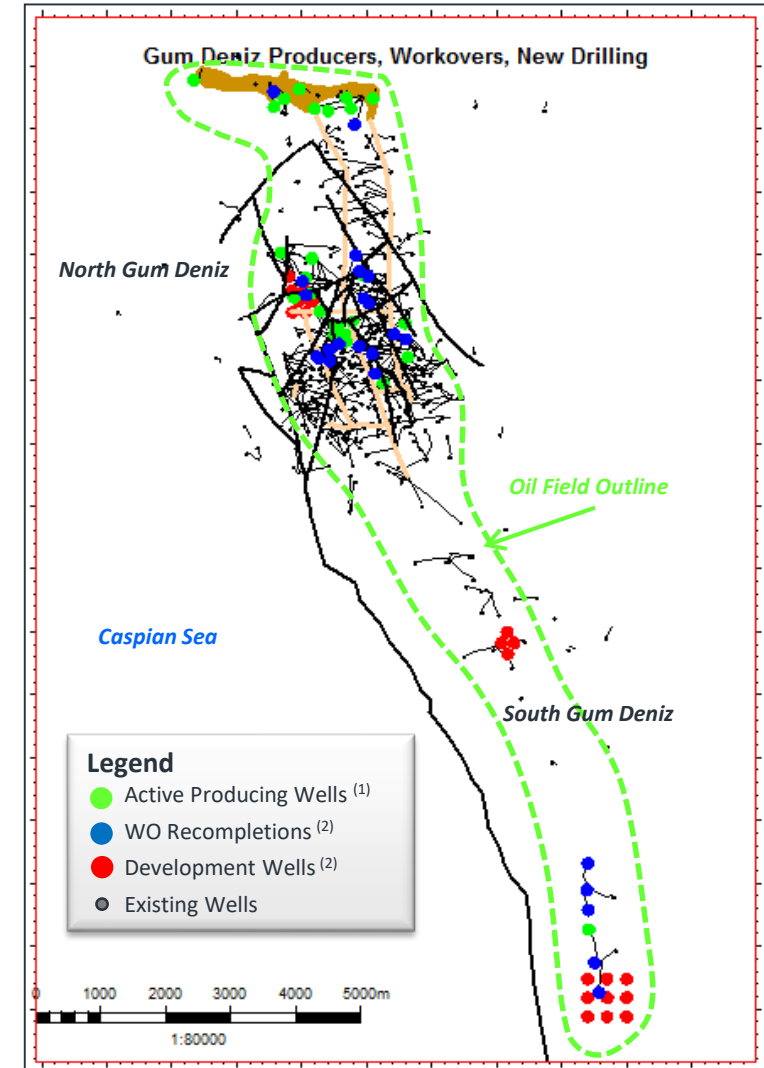 Gum Deniz Producers, Workovers, New Drilling
North Gum Deniz
Oil Field Outline
Caspian Sea
South Gum Deniz
Legend
Active Producing Wells (1)
WO Recompletions (2)
Development Wells (2)
Existing Wells
0 1000 2000 3000 4000 5000m
1:80000